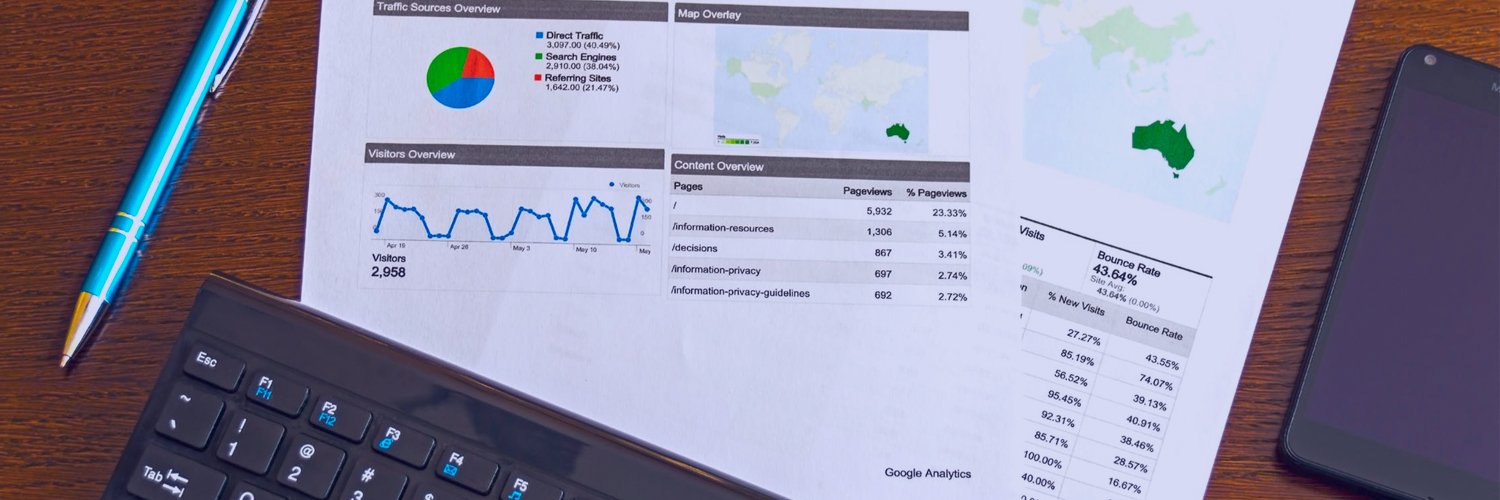 Traffic Sources Overview
Direct Traffic
3,097.00 (40.49%)
Search Engines
2,910.00 (38.04%)
Referring Sites
1,642.00 (21.47%)
Map Overlay
Visitors Overview
Visitors
300
150
0
Apr 19 Apr 26 May 3 May 10 May
Visitors
2,958
Content Overview
Pages Pageviews % Pageviews
/ 5,932 23.33%
/information-resources 1,306 5.14%
/decisions 867 3.41%
/information-privacy 697 2.74%
/information-privacy-guidelines 692 2.72%
Google Analytics
Visits
Bounce Rate
43.64%
Site Avg:
43.64% (0.00%)
% New Visits Bounce Rate
27.27% 43.55%
85.19% 74.07%
56.52% 39.13%
95.45% 40.91%
92.31% 38.46%
85.71% 28.57%
100.00% 16.67%
40.00%
Esc
F1
F11
F2
F12
F3
F4
F5
~
!
1
@
2
#
3
$
Tab